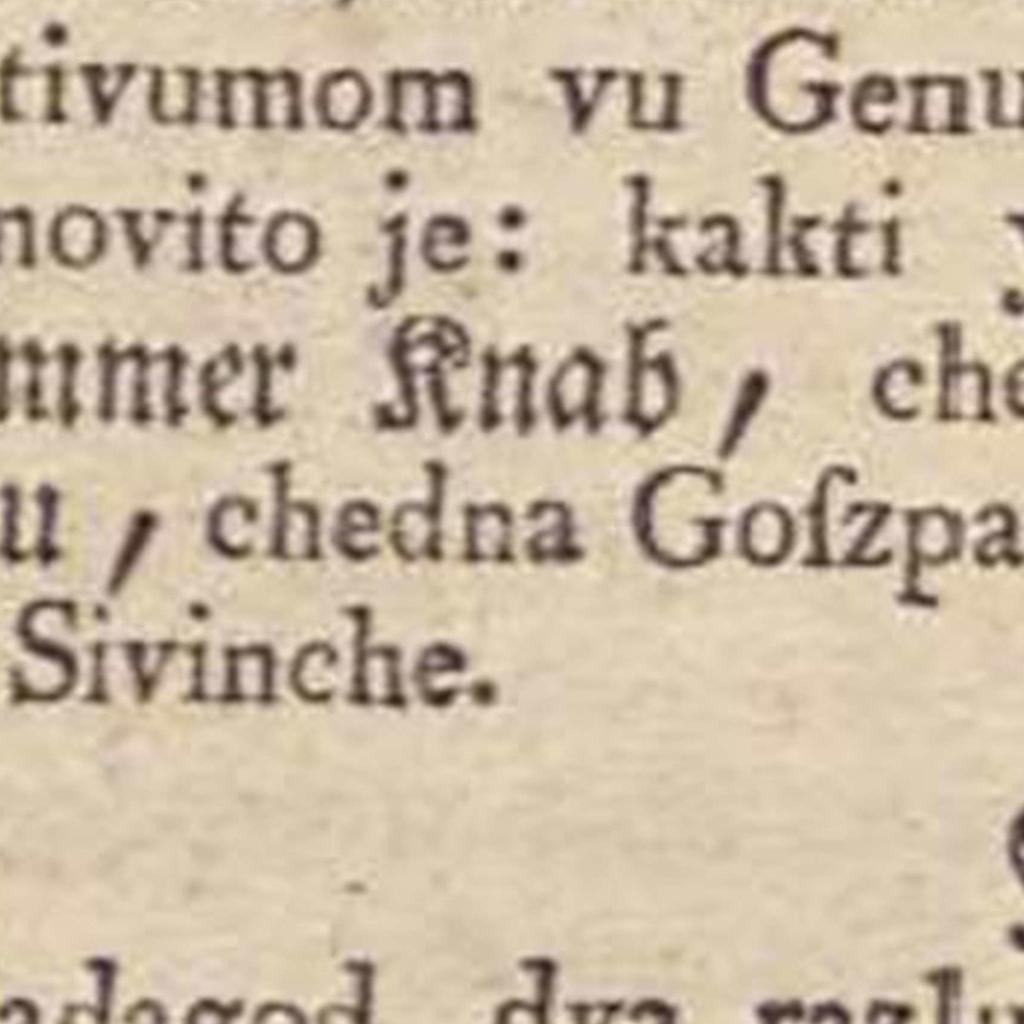 tivumom vu Genu
novito je: kakti
mmer Knab, che
u, chedna Goſzpa
Sivinche.
adagod dva razlu